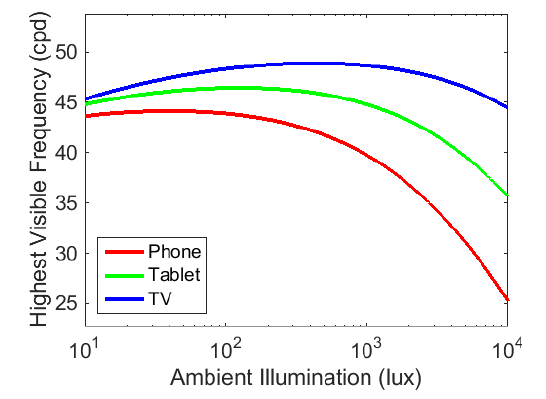 Highest Visible Frequency (cpd)
50
45
40
35
30
25
Phone
Tablet
TV
10^1
10^2
10^3
10^4
Ambient Illumination (lux)